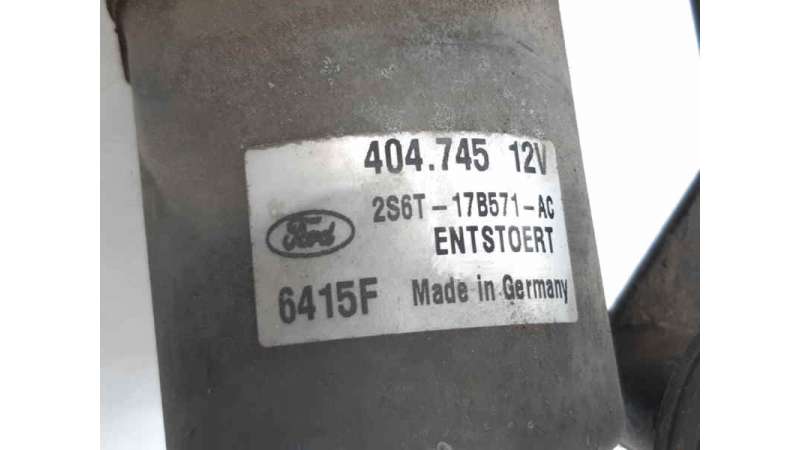 404.745 12V
2S6T-17B571-AC
Ford
ENTSTOERT
6415F Made in Germany